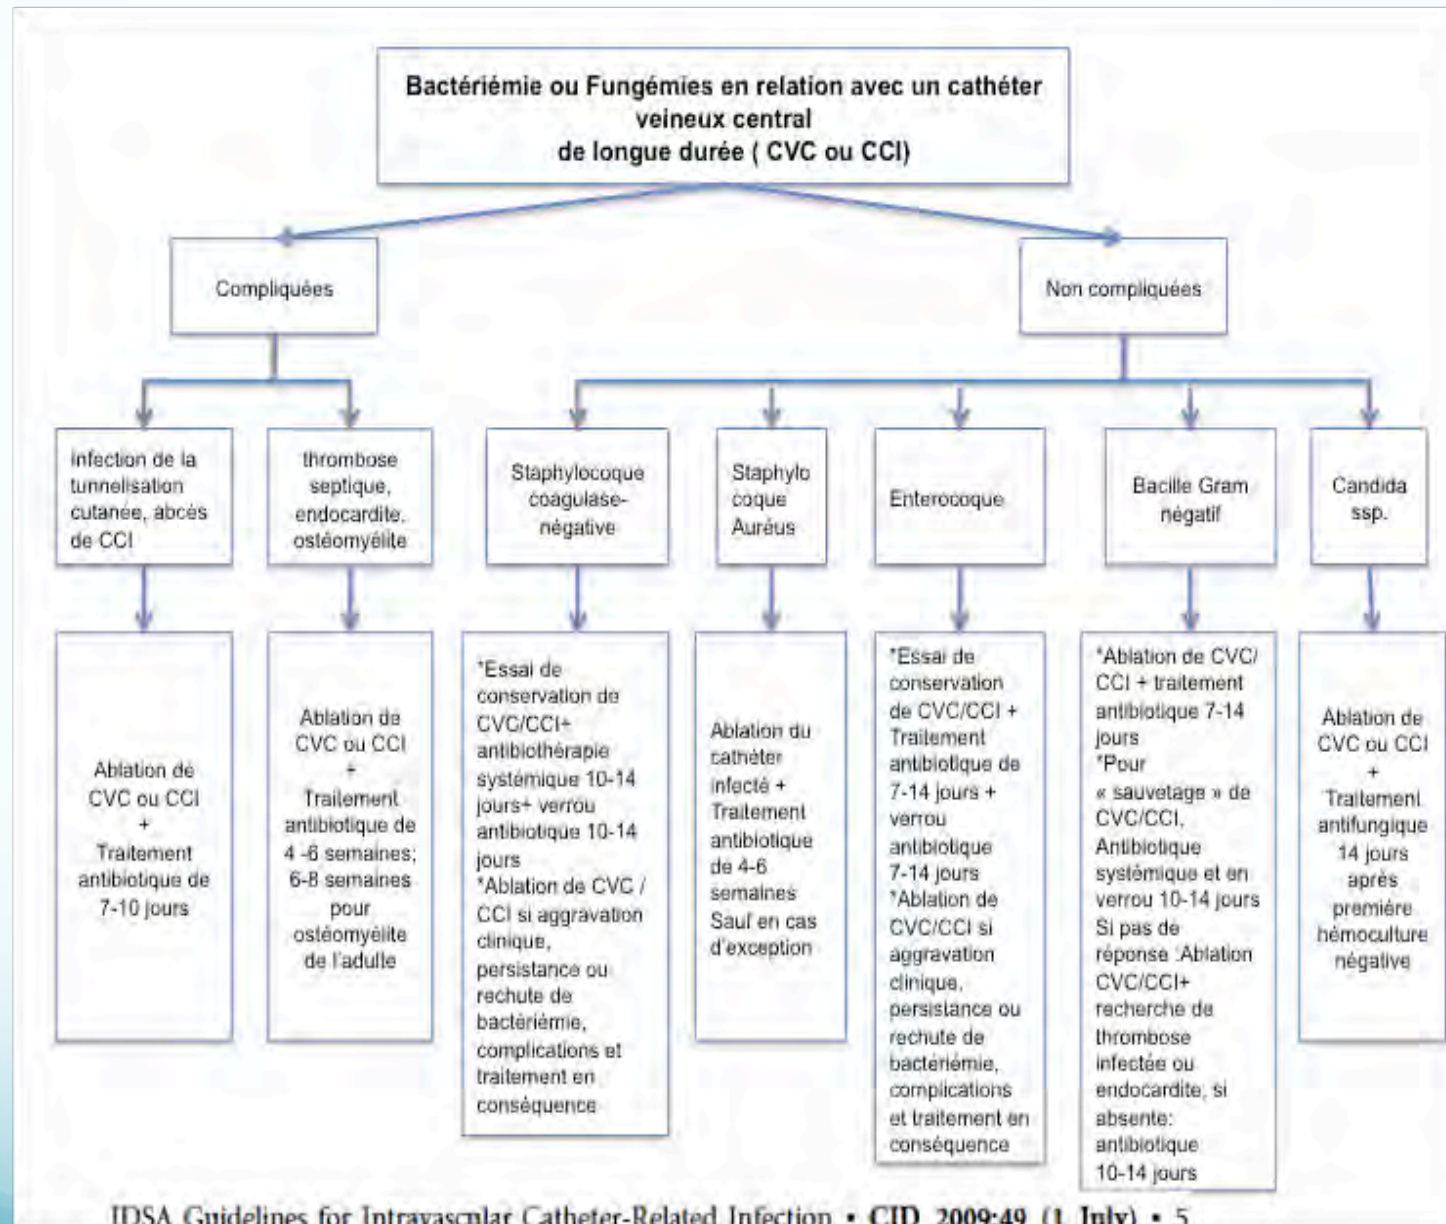 Bactériémie ou Fungémies en relation avec un cathéter
veineux central
de longue durée ( CVC ou CCI)
Compliquées
Non compliquées
Infection de la
tunnelisation
cutanée, abcés
de CCI
thrombose
septique,
endocardite,
ostéomyélite
Staphylocoque
coagulase-
négative
Staphylo
coque
Auréus
Enterocoque
Bacille Gram
négatif
Candida
ssp.
Ablation de
CVC ou CCI
+
Traitement
antibiotique de
7-10 jours
Ablation de
CVC ou CCI
+
Traitement
antibiotique de
4 -6 semaines;
6-8 semaines
pour
ostéomyélite
de l'adulle
*Essai de
conservation de
CVC/CCI+
antibiothérapie
systémique 10-14
jours+ verrou
antibiotique 10-14
jours
*Ablation de CVC /
CCI si aggravation
clinique,
persistance ou
rechute de
bactériémie,
complications et
traitement en
conséquence
Ablation du
cathéter
infecté +
Traitement
antibiotique
de 4-6
semaines
Sauf en cas
d'exception
*Essai de
conservation
de CVC/CCI +
Traitement
antibiotique de
7-14 jours +
verrou
antibiotique
7-14 jours
*Ablation de
CVC/CCI si
aggravation
clinique,
persistance ou
rechute de
bactériémie,
complications
et traitement en
conséquence
*Ablation de CVC/
CCI + traitement
antibiotique 7-14
jours
*Pour
« sauvetage » de
CVC/CCI,
Antibiotique
systémique et en
verrou 10-14 jours
Si pas de
réponse :Ablation
CVC/CCI+
recherche de
thrombose
infectée ou
endocardite, si
absente:
antibiotique
10-14 jours
Ablation de
CVC ou CCI
+
Traitement
antifungique
14 jours
après
première
hémoculture
négative
IDSA Guidelines for Intravascular Catheter-Related Infection • CID 2009:49 (1 July) • 5